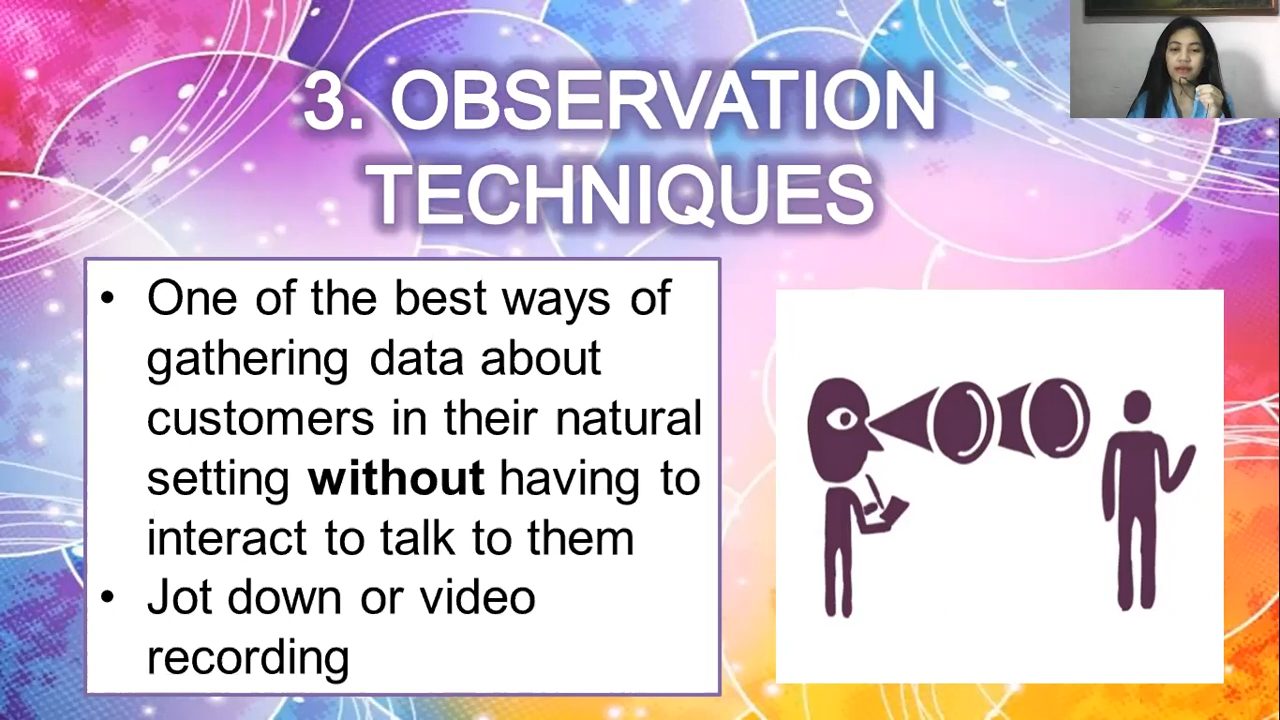 3. OBSERVATION
TECHNIQUES
• One of the best ways of
gathering data about
customers in their natural
setting without having to
interact to talk to them
• Jot down or video
recording